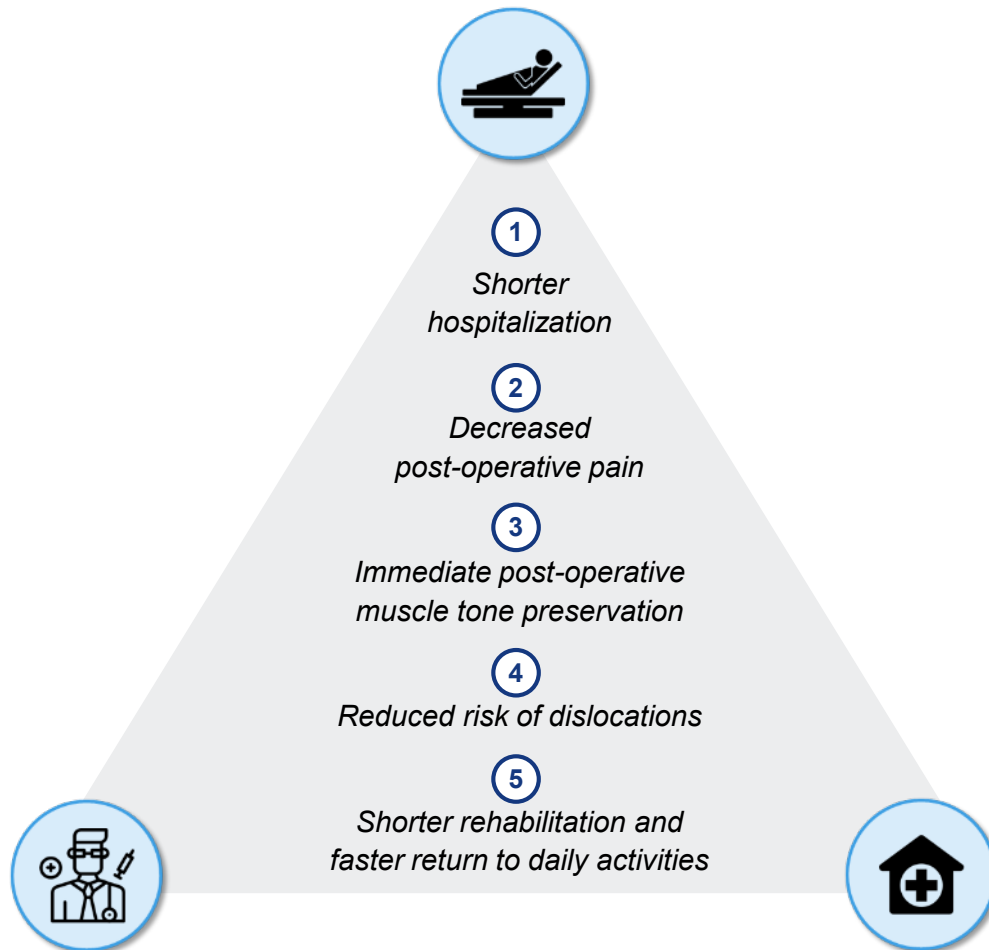 1
Shorter
hospitalization
2
Decreased
post-operative pain
3
Immediate post-operative
muscle tone preservation
4
Reduced risk of dislocations
5
Shorter rehabilitation and
faster return to daily activities